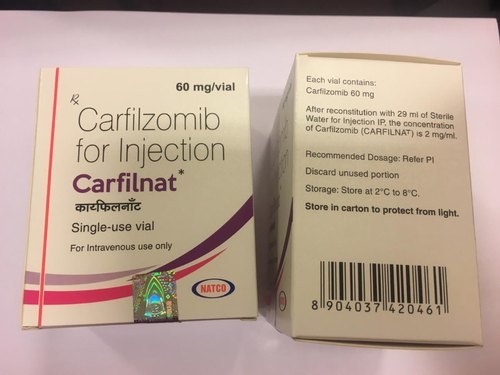 60 mg/vial
Rx
Carfilzomib
for Injection
Carfilnat*
कारफिलनॉट
Single-use vial
For Intravenous use only
NATCO
Each vial contains:
Carfilzomib 60 mg
After reconstitution with 29 ml of Sterile
Water for Injection IP, the concentration
of Carfilzomib (CARFILNAT) is 2 mg/ml.
Recommended Dosage: Refer PI
Discard unused portion
Storage: Store at 2°C to 8°C.
Store in carton to protect from light.
8 904037 420461